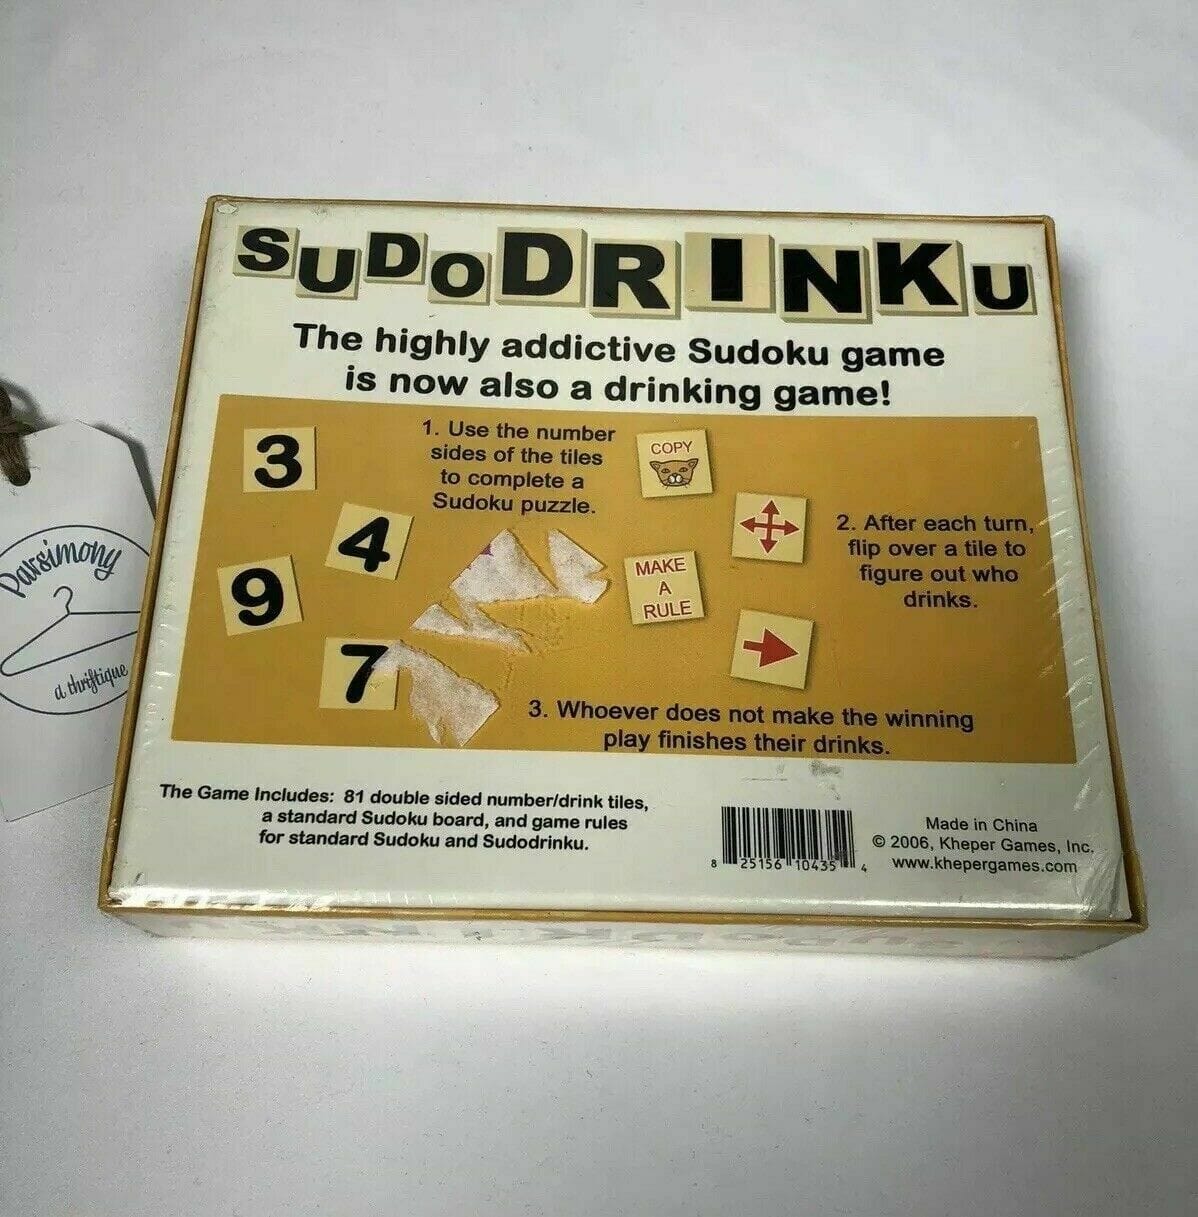 SUDODRINKU
The highly addictive Sudoku game
is now also a drinking game!
3
4
9
7
1. Use the number
sides of the tiles
to complete a
Sudoku puzzle.
COPY
MAKE
A
RULE
2. After each turn,
flip over a tile to
figure out who
drinks.
3. Whoever does not make the winning
play finishes their drinks.
The Game Includes: 81 double sided number/drink tiles,
a standard Sudoku board, and game rules
for standard Sudoku and Sudodrinku.
8 25156 10435 4
Made in China
© 2006, Kheper Games, Inc.
www.khepergames.com
Parsimony
a thriftique